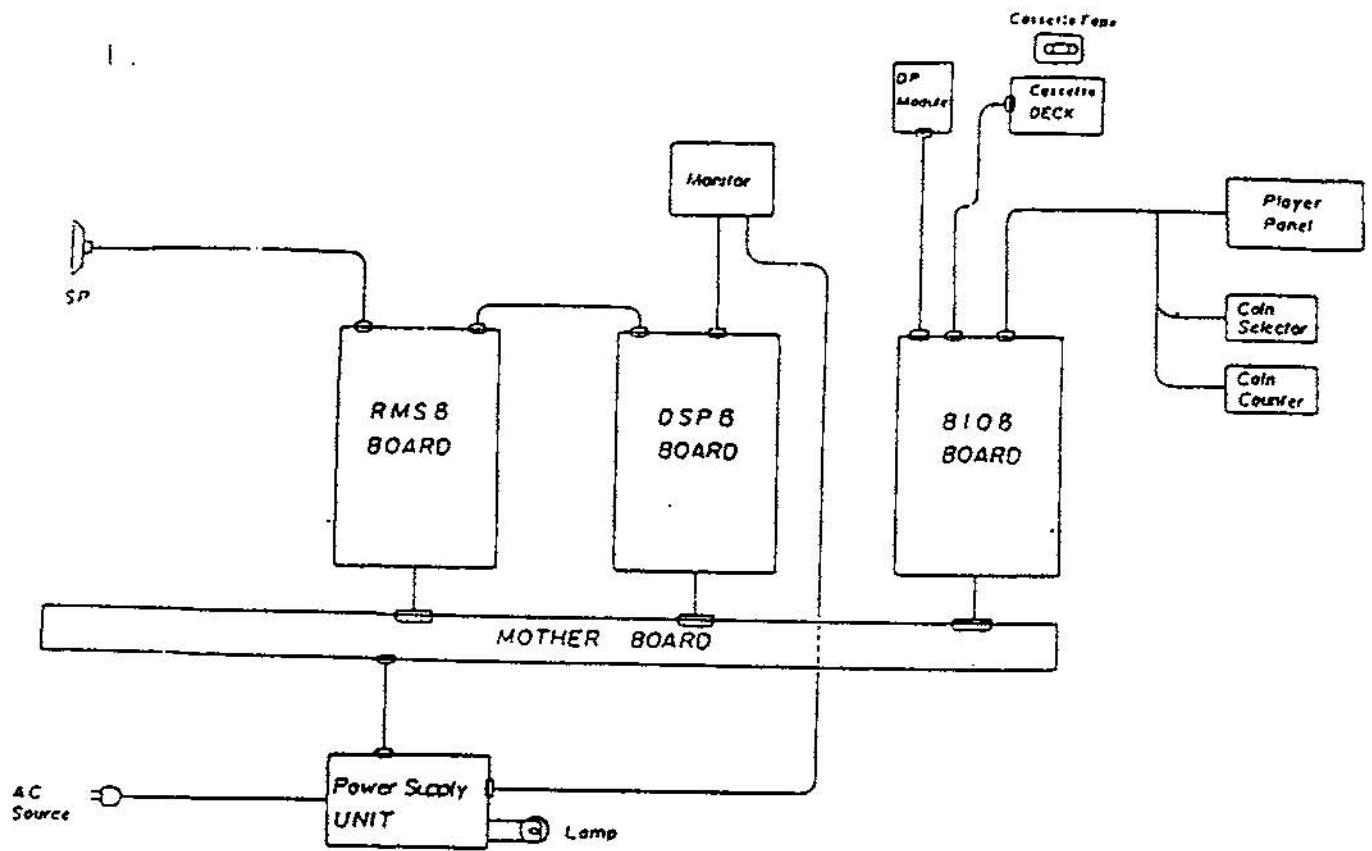 1.
Cassette Tape
DP
Module
Cassette
DECK
Monitor
Player
Panel
SP
Coin
Selector
Coin
Counter
RMS8
BOARD
DSP8
BOARD
BIO8
BOARD
MOTHER BOARD
AC
Source
Power Supply
UNIT
Lamp